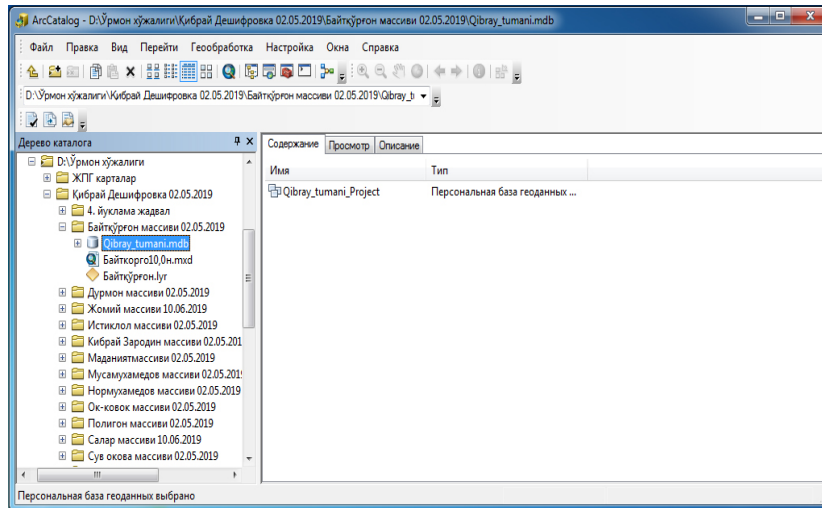 ArcCatalog - D:\Ўрмон хўжалиги\Қибрай Дешифровка 02.05.2019\Байтқўрғон массиви 02.05.2019\Qibray_tumani.mdb
Файл Правка Вид Перейти Геообработка Настройка Окна Справка
D:\Ўрмон хўжалиги\Қибрай Дешифровка 02.05.2019\Байтқўрғон массиви 02.05.2019\Qibray_t
Дерево каталога
D:\Ўрмон хўжалиги
ЖПГ карталар
Қибрай Дешифровка 02.05.2019
4. йуклама жадвал
Байтқўрғон массиви 02.05.2019
Qibray_tumani.mdb
Байткорго10,0н.mxd
Байтқўрғон.lyr
Дурмон массиви 02.05.2019
Жомий массиви 10.06.2019
Истиклол массиви 02.05.2019
Кибрай Зародин массиви 02.05.201
Маданиятмассиви 02.05.2019
Мусамухамедов массиви 02.05.201
Нормухамедов массиви 02.05.2019
Ок-ковок массиви 02.05.2019
Полигон массиви 02.05.2019
Салар массиви 10.06.2019
Сув окова массиви 02.05.2019
Содержание Просмотр Описание
Имя Тип
Qibray_tumani_Project Персональная база геоданных ...
Персональная база геоданных выбрано